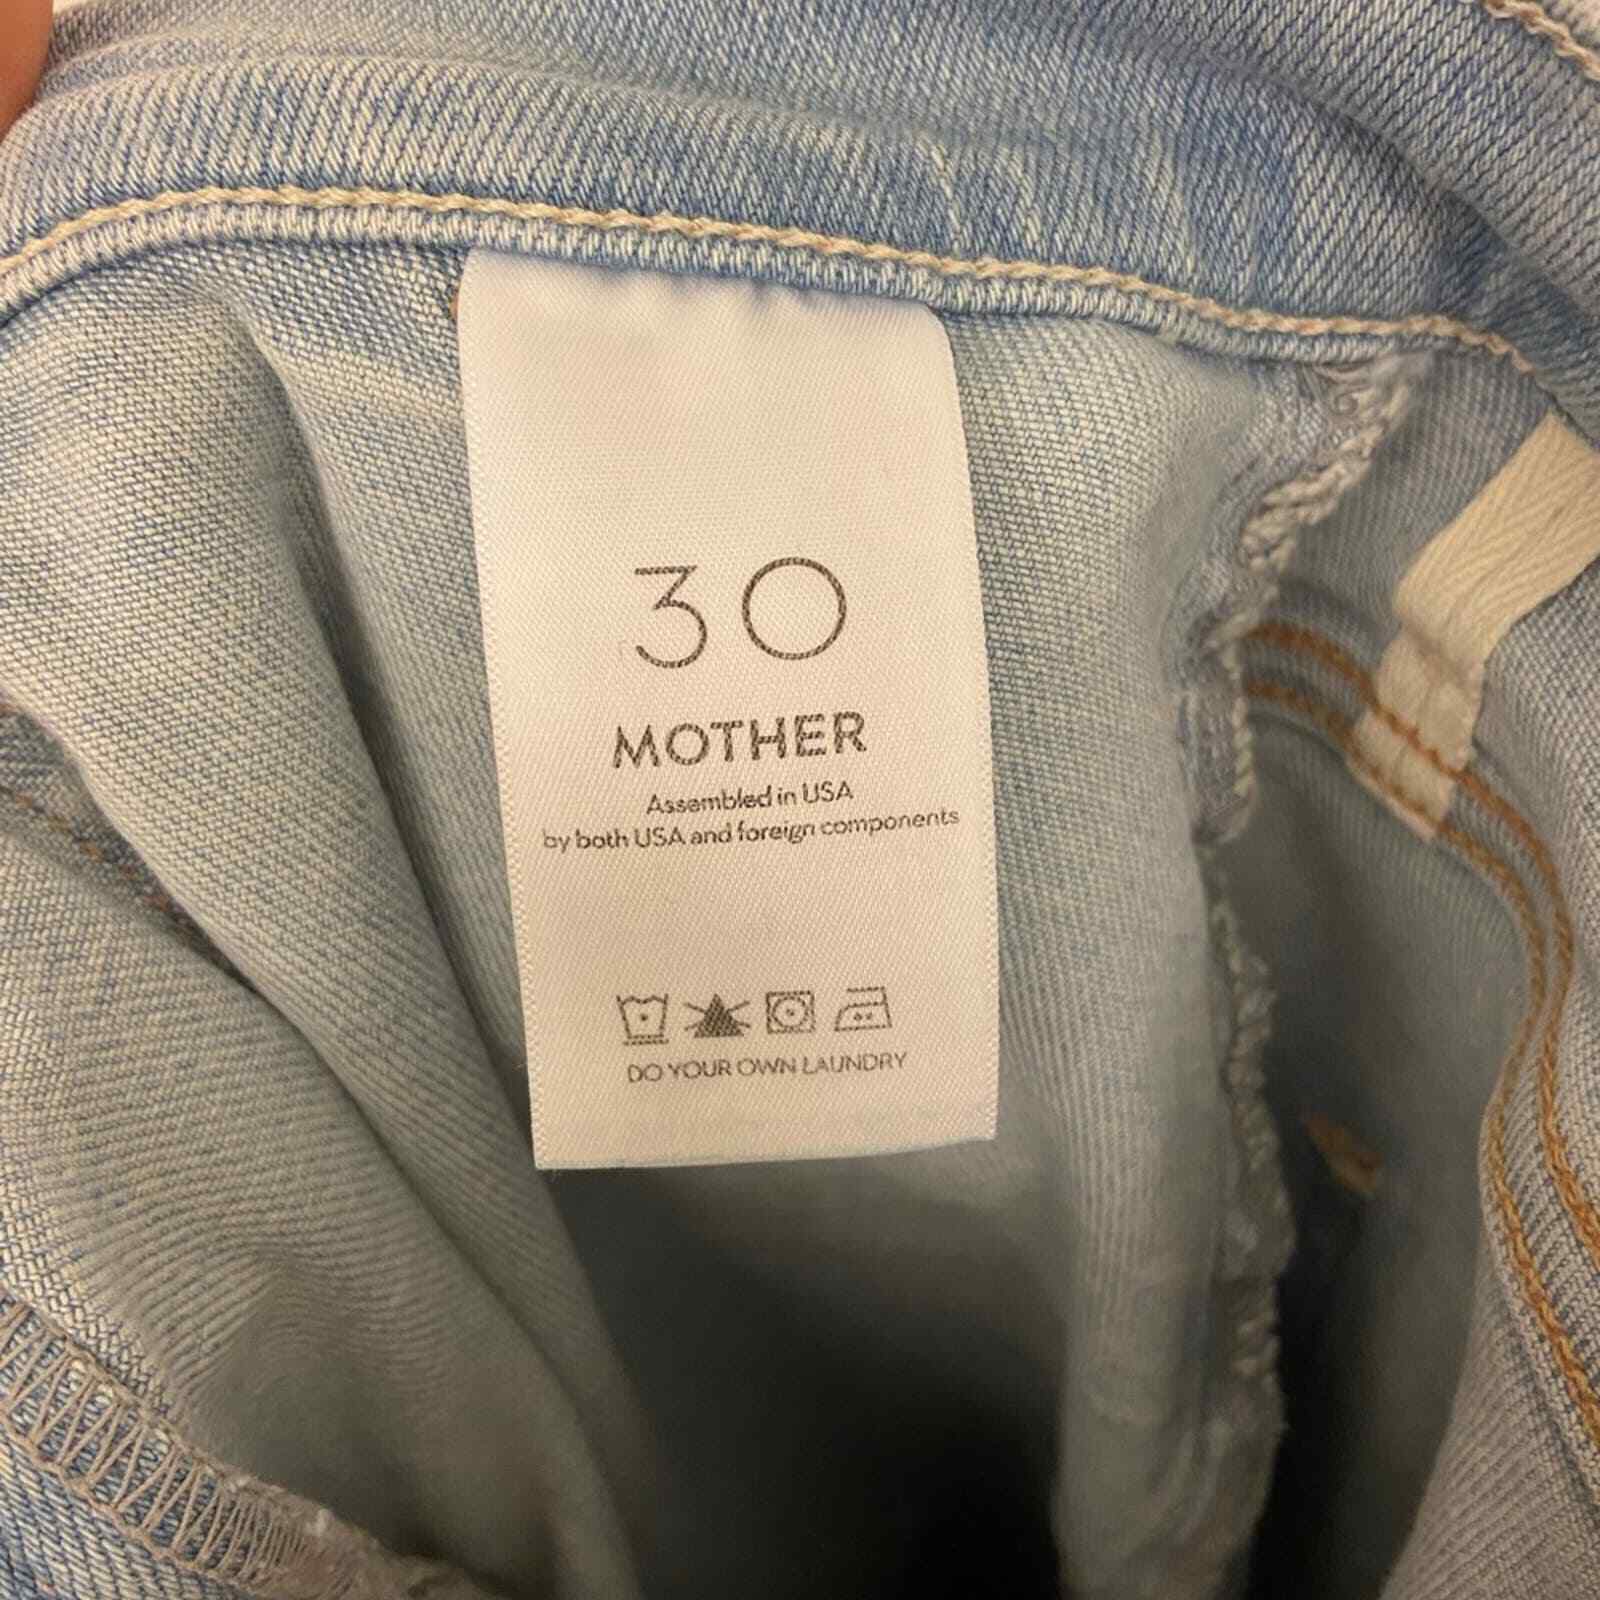 30
MOTHER
Assembled in USA
by both USA and foreign components
DO YOUR OWN LAUNDRY